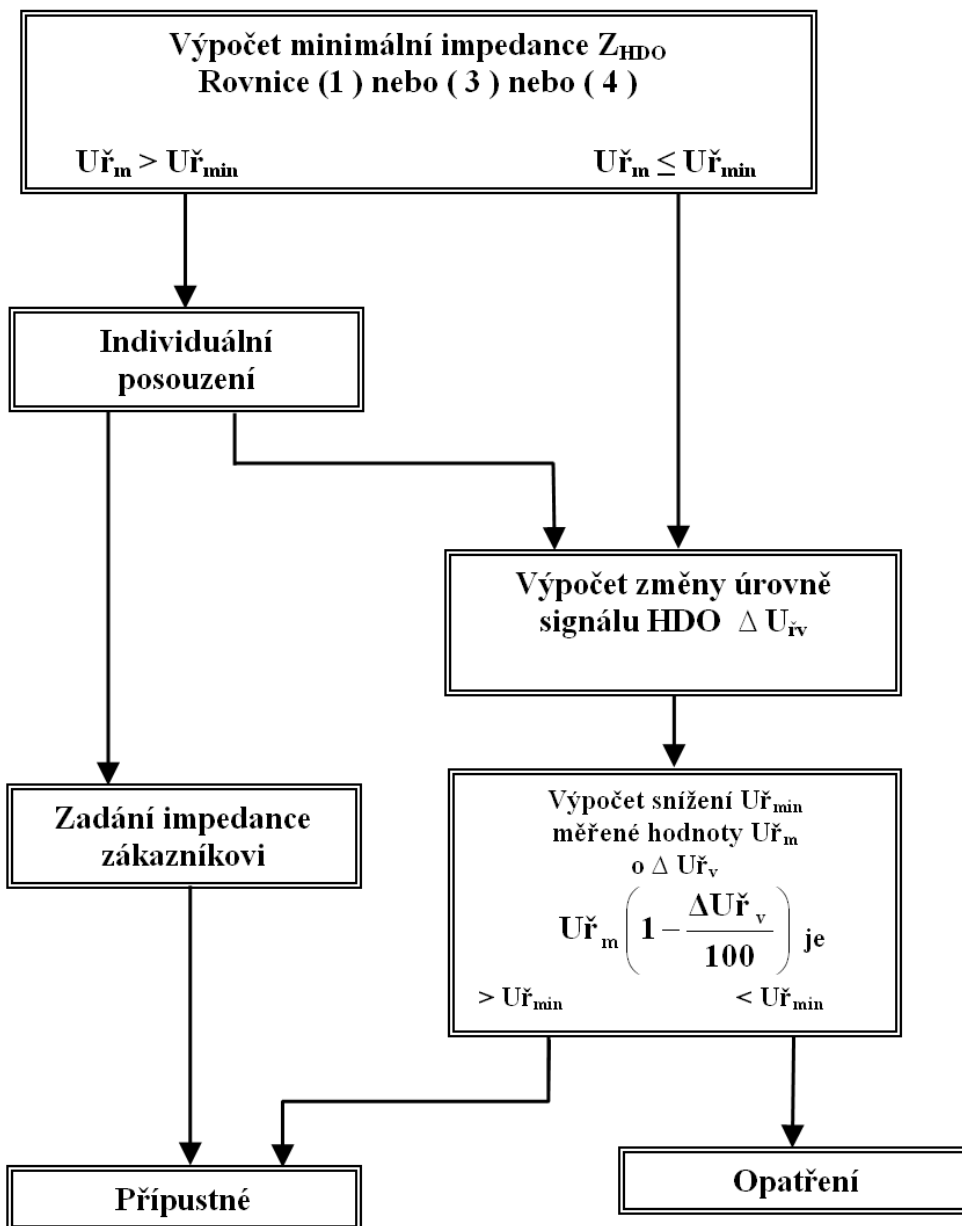 Výpočet minimální impedance Z_HDO
Rovnice (1 ) nebo ( 3 ) nebo ( 4 )
Uř_m > Uř_min
Uř_m ≤ Uř_min
Individuální
posouzení
Výpočet změny úrovně
signálu HDO Δ U_řv
Zadání impedance
zákazníkovi
Výpočet snížení Uř_min
měřené hodnoty Uř_m
o Δ Uř_v
Uř_m (1 − ΔUř_v / 100) je
> Uř_min
< Uř_min
Přípustné
Opatření